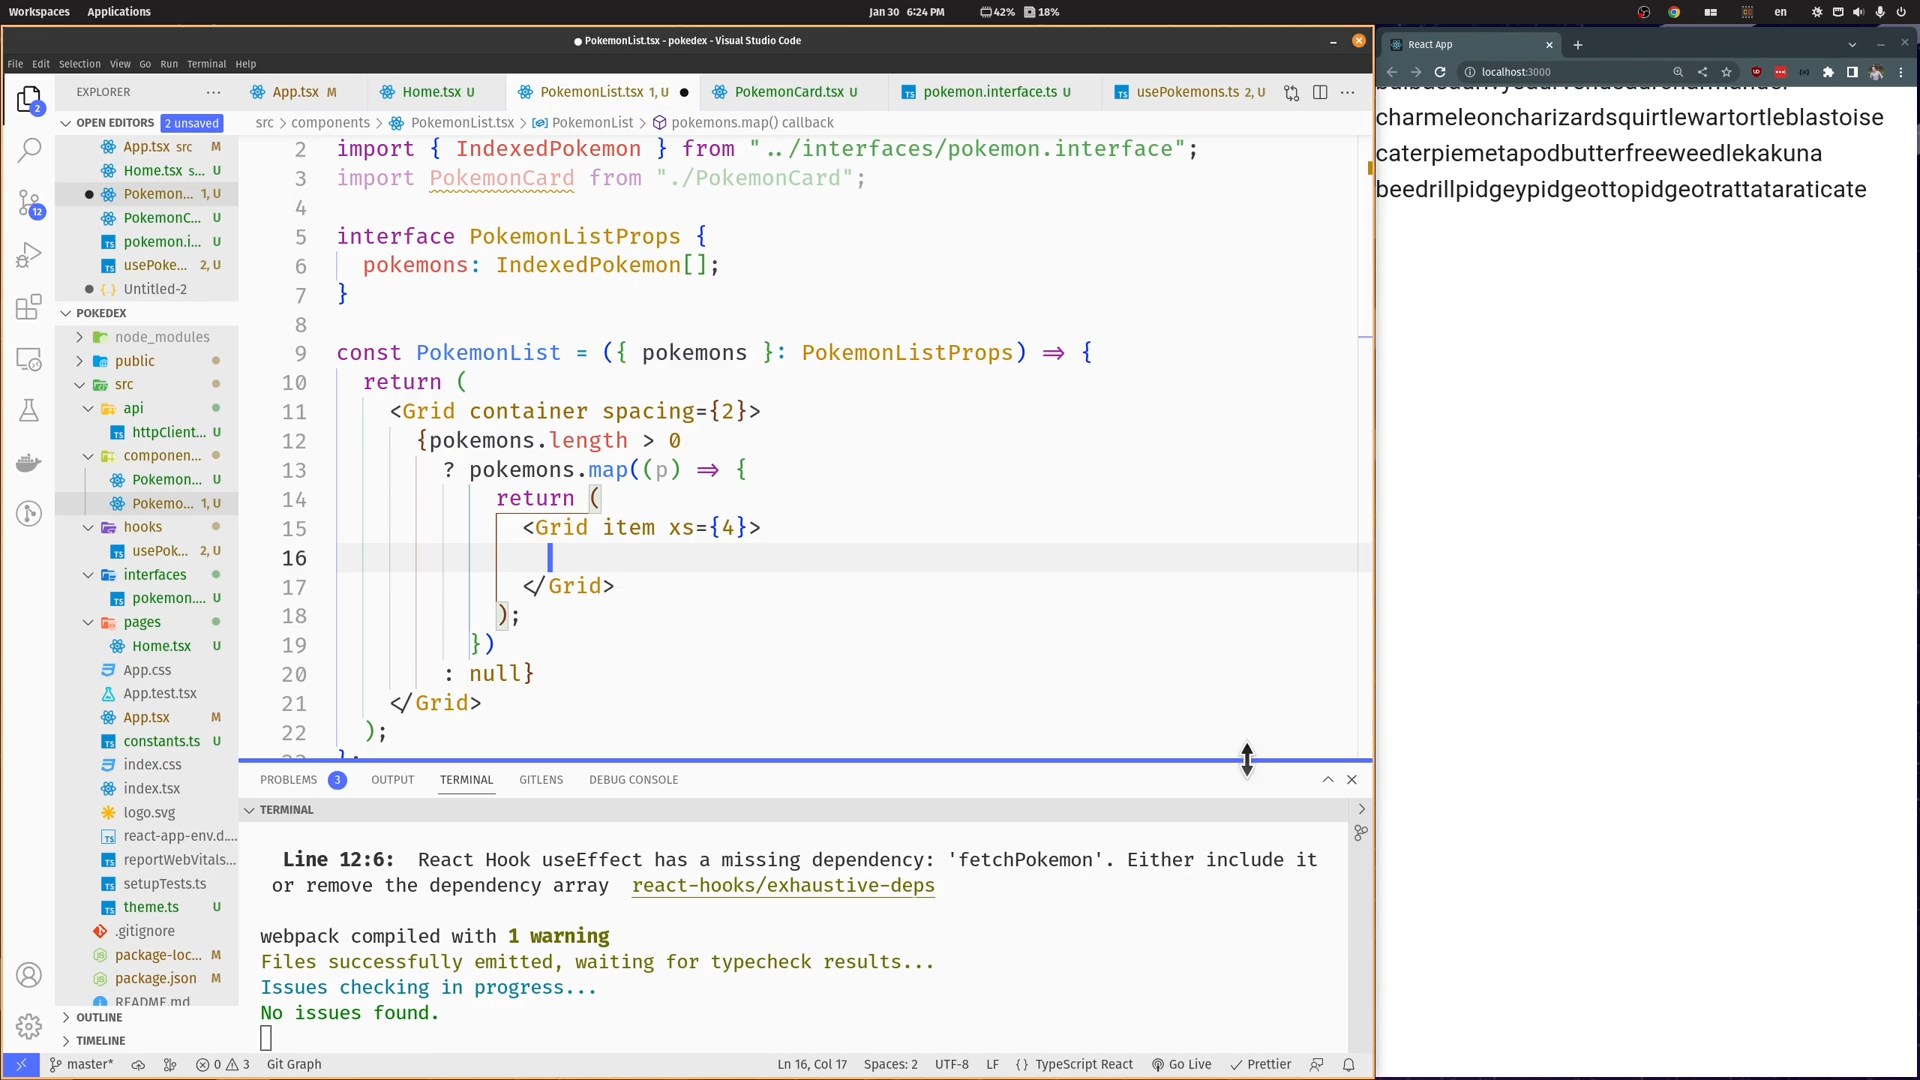 Workspaces Applications Jan 30 6:24 PM 42% 18% en
PokemonList.tsx - pokedex - Visual Studio Code
File Edit Selection View Go Run Terminal Help
EXPLORER
App.tsx M Home.tsx U PokemonList.tsx 1, U PokemonCard.tsx U pokemon.interface.ts U usePokemons.ts 2, U
src > components > PokemonList.tsx > PokemonList > pokemons.map() callback
OPEN EDITORS 2 unsaved
App.tsx src M
Home.tsx s... U
Pokemon... 1, U
PokemonC... U
pokemon.i... U
usePoke... 2, U
Untitled-2
POKEDEX
node_modules
public
src
api
httpClient... U
componen...
Pokemon... U
Pokemo... 1, U
hooks
usePok... 2, U
interfaces
pokemon.... U
pages
Home.tsx U
App.css
App.test.tsx
App.tsx M
constants.ts U
index.css
index.tsx
logo.svg
react-app-env.d....
reportWebVitals...
setupTests.ts
theme.ts U
.gitignore
package-loc... M
package.json M
README.md
OUTLINE
TIMELINE
2 import { IndexedPokemon } from "../interfaces/pokemon.interface";
3 import PokemonCard from "./PokemonCard";
4
5 interface PokemonListProps {
6 pokemons: IndexedPokemon[];
7 }
8
9 const PokemonList = ({ pokemons }: PokemonListProps) => {
10 return (
11 <Grid container spacing={2}>
12 {pokemons.length > 0
13 ? pokemons.map((p) => {
14 return (
15 <Grid item xs={4}>
16
17 </Grid>
18 );
19 })
20 : null}
21 </Grid>
22 );
23 };
PROBLEMS 3 OUTPUT TERMINAL GITLENS DEBUG CONSOLE
TERMINAL
Line 12:6: React Hook useEffect has a missing dependency: 'fetchPokemon'. Either include it
or remove the dependency array react-hooks/exhaustive-deps
webpack compiled with 1 warning
Files successfully emitted, waiting for typecheck results...
Issues checking in progress...
No issues found.
master* 0 3 Git Graph Ln 16, Col 17 Spaces: 2 UTF-8 LF {} TypeScript React Go Live Prettier
2
12
React App
localhost:3000
charmeleoncharizardsquirtlewartortleblastoise
caterpiemetapodbutterfreeweedlekakuna
beedrillpidgeypidgeottopidgeotrattataraticate